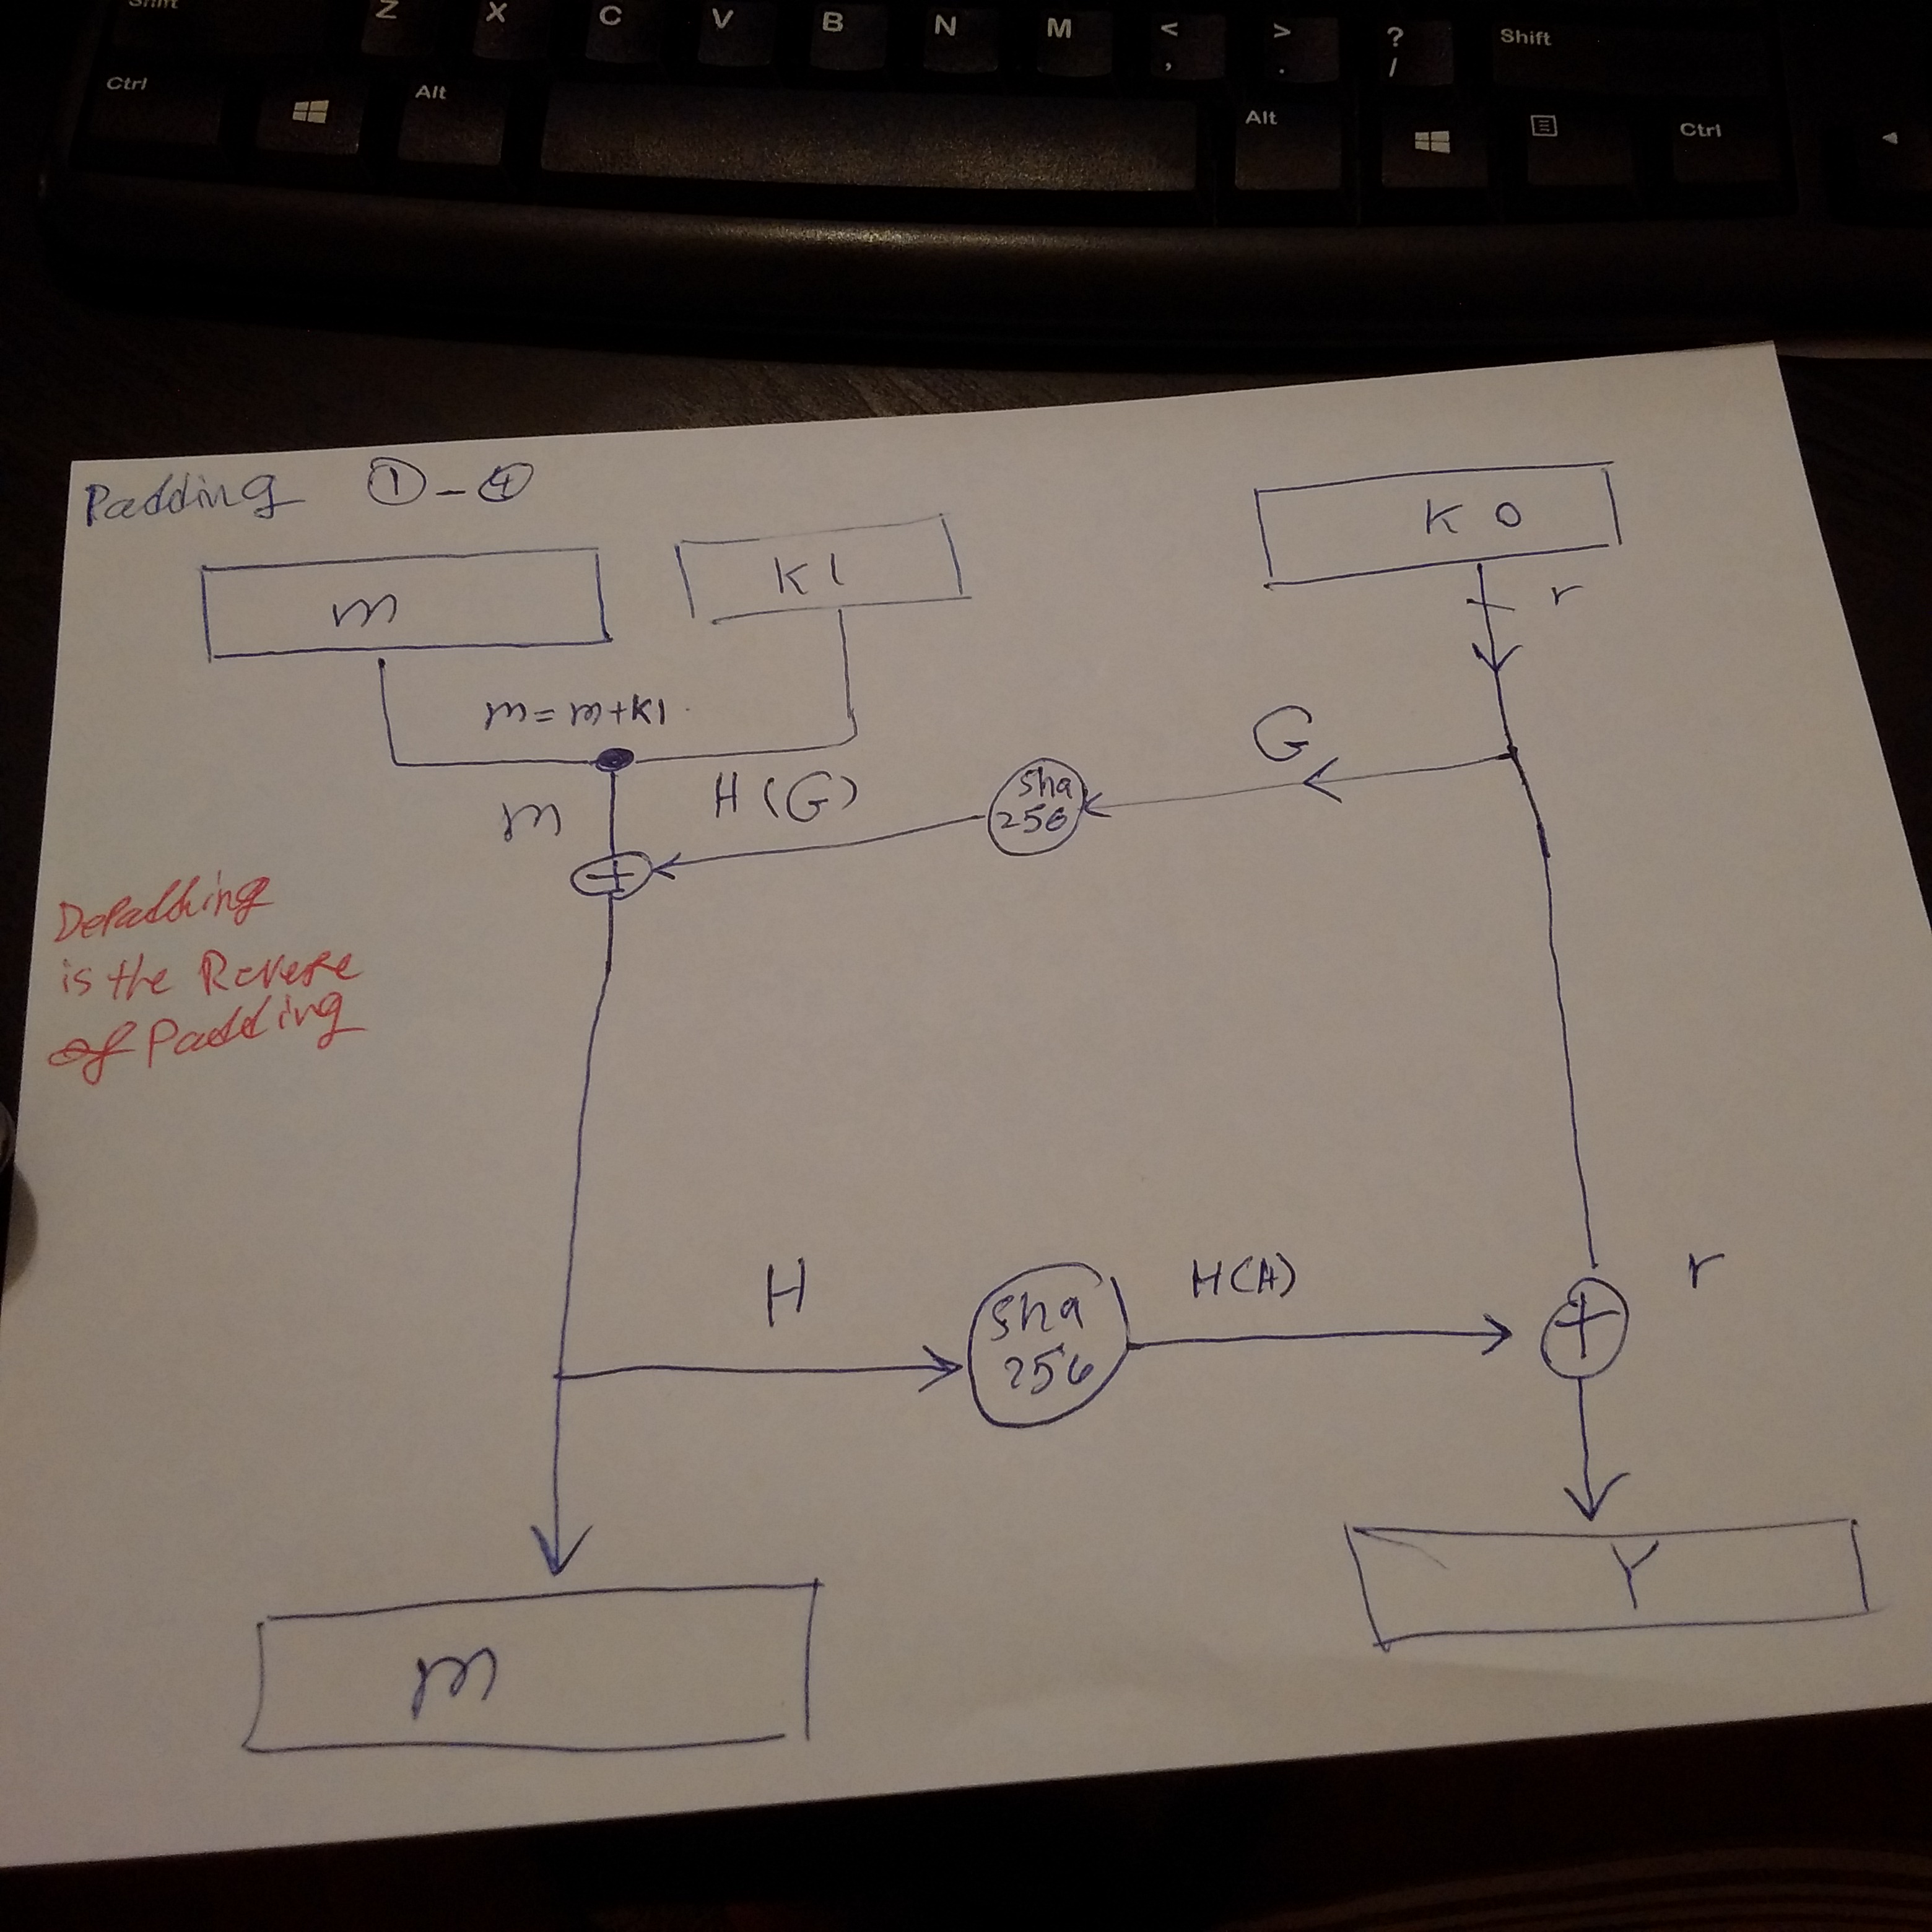 Shift Z X C V B N M < , > . ? / Shift
Ctrl Alt Alt Ctrl
Padding ① - ④
m
K1
K 0
r
m = m + K1
G
H (G)
sha
256
m
Depadding
is the Reverse
of Padding
H
sha
256
H(A)
r
m
Y